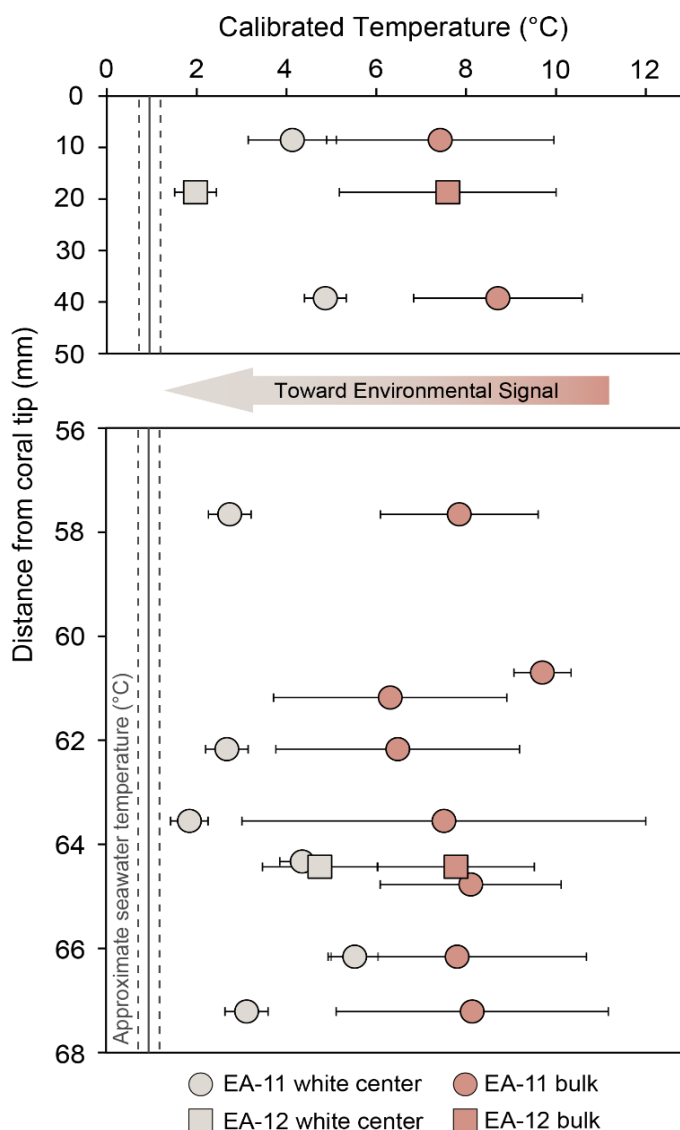 Calibrated Temperature (°C)
0 2 4 6 8 10 12
0
10
20
30
40
50
Distance from coral tip (mm)
Toward Environmental Signal
56
58
60
62
64
66
68
Approximate seawater temperature (°C)
EA-11 white center EA-11 bulk
EA-12 white center EA-12 bulk